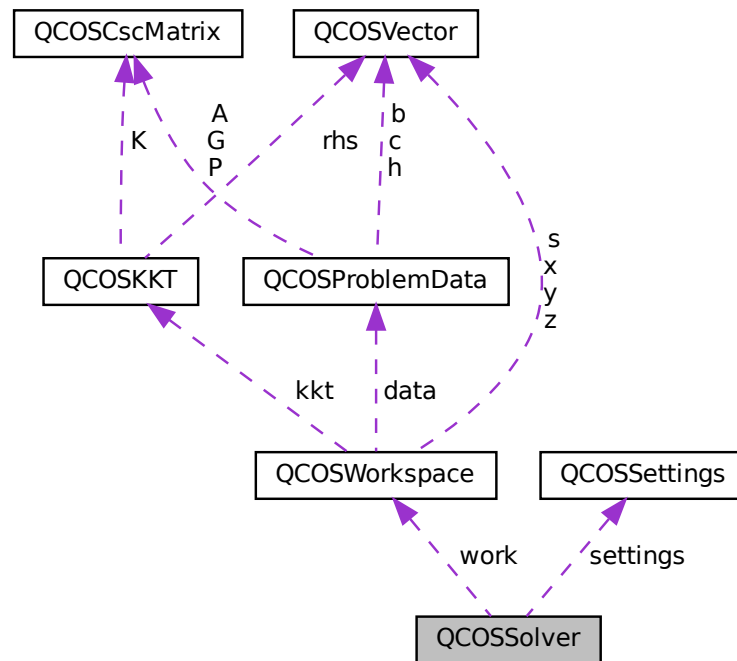 QCOSCscMatrix
QCOSVector
A
G
P
K
rhs
b
c
h
s
x
y
z
QCOSKKT
QCOSProblemData
kkt
data
QCOSWorkspace
QCOSSettings
work
settings
QCOSSolver